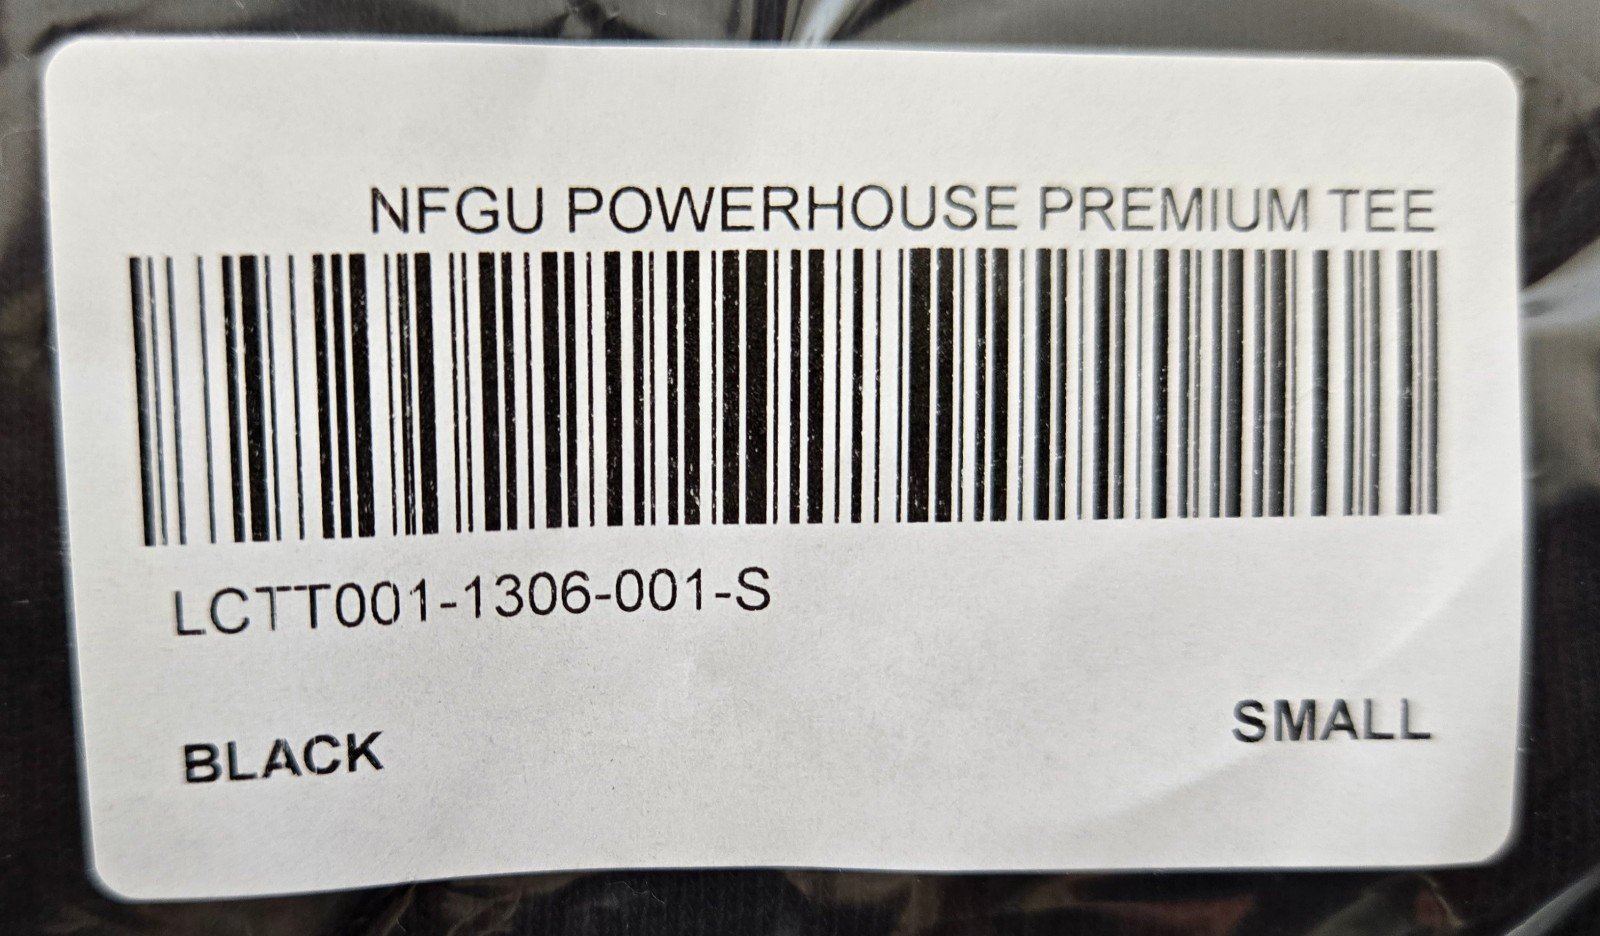 NFGU POWERHOUSE PREMIUM TEE
LCTT001-1306-001-S
BLACK
SMALL